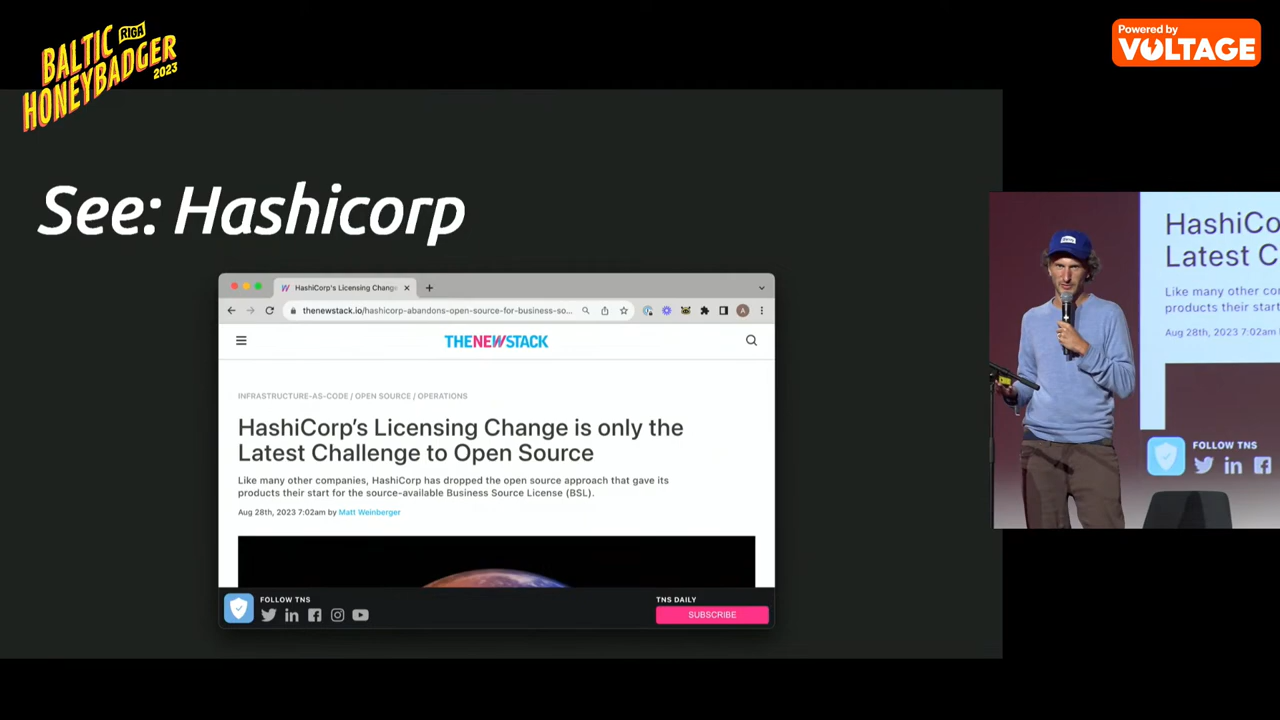 BALTIC RIGA
HONEYBADGER
2023
Powered by
VOLTAGE
See: Hashicorp
HashiCorp's Licensing Change
thenewstack.io/hashicorp-abandons-open-source-for-business-so...
A
THENEWSTACK
INFRASTRUCTURE-AS-CODE / OPEN SOURCE / OPERATIONS
HashiCorp's Licensing Change is only the
Latest Challenge to Open Source
Like many other companies, HashiCorp has dropped the open source approach that gave its
products their start for the source-available Business Source License (BSL).
Aug 28th, 2023 7:02am by Matt Weinberger
FOLLOW TNS
TNS DAILY
SUBSCRIBE
HashiCo
Latest C
Like many other con
products their start
Aug 28th, 2023 7:02am
FOLLOW TNS